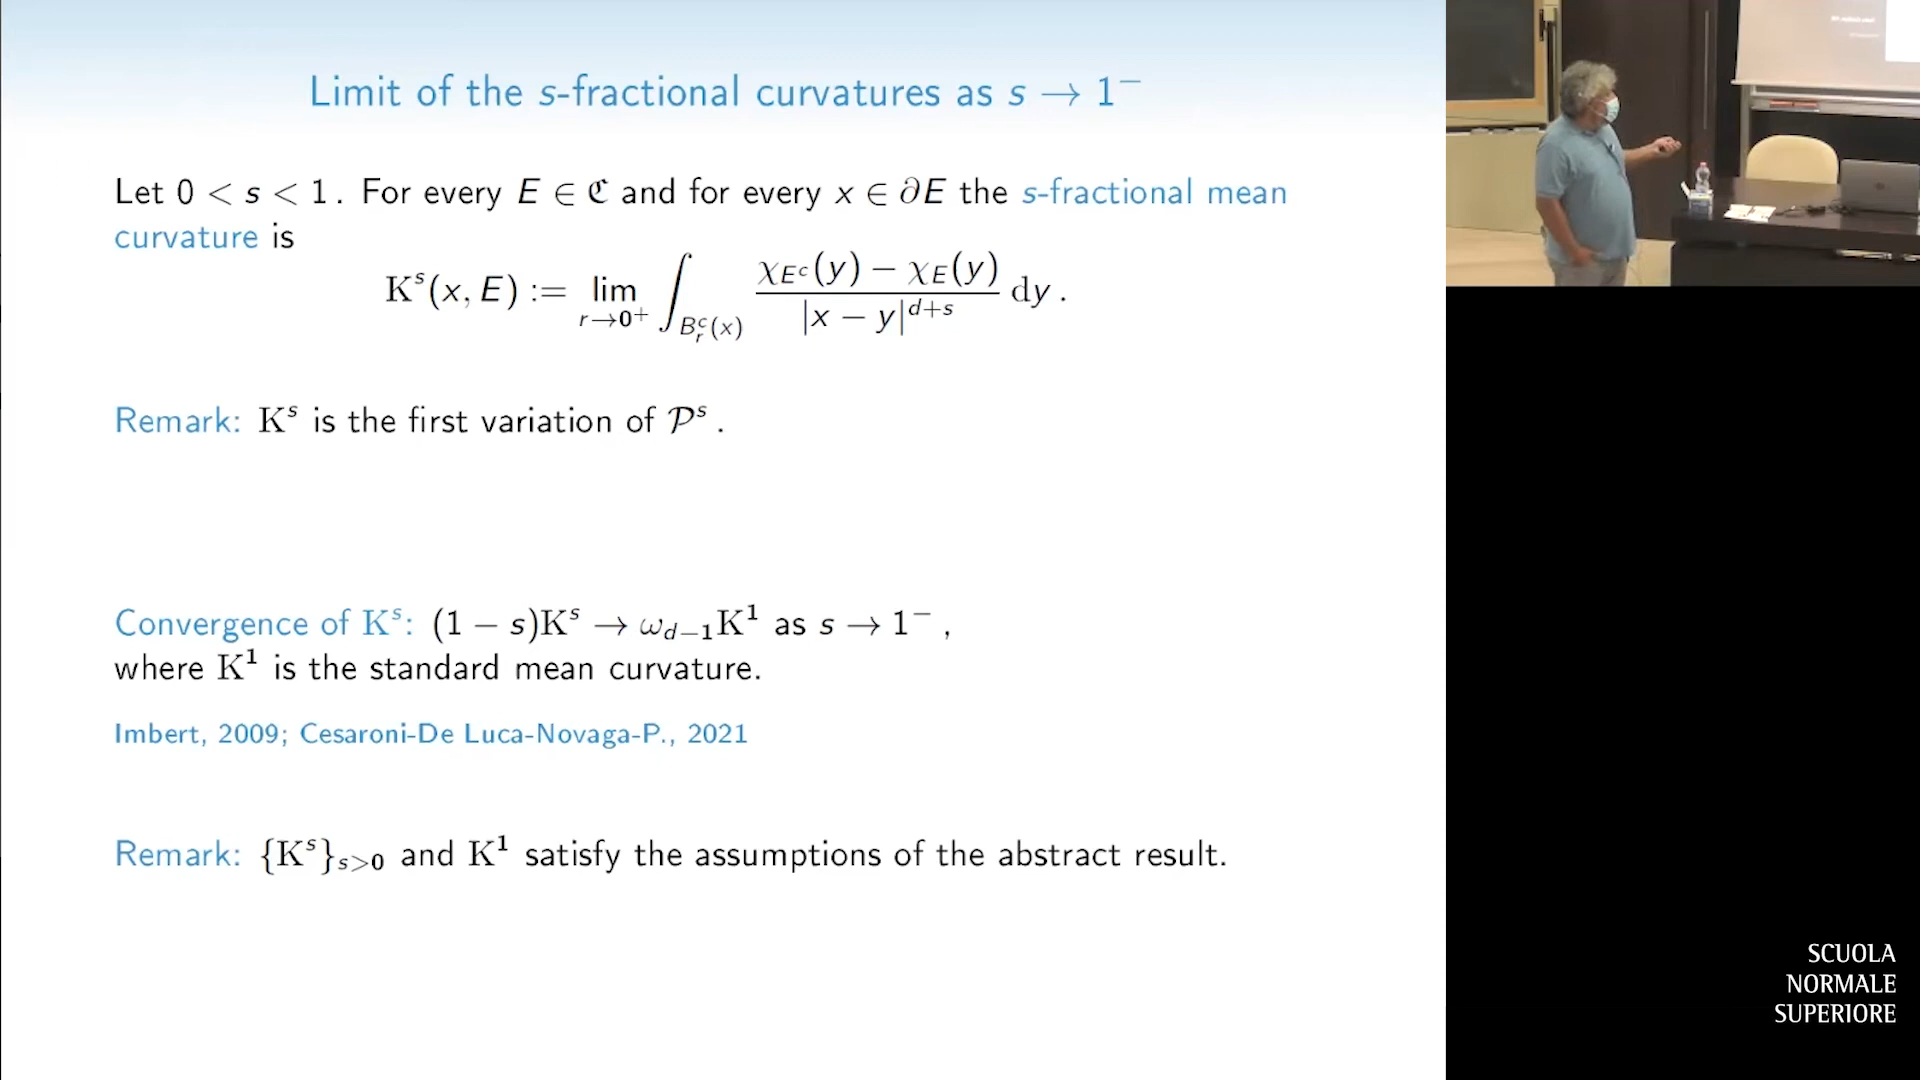 Limit of the s-fractional curvatures as s → 1⁻
Let 0 < s < 1. For every E ∈ ℭ and for every x ∈ ∂E the s-fractional mean
curvature is
Kˢ(x, E) := lim_{r→0⁺} ∫_{B_r^c(x)} (χ_{E^c}(y) − χ_E(y)) / |x − y|^{d+s} dy .
Remark: Kˢ is the first variation of 𝒫ˢ .
Convergence of Kˢ: (1 − s)Kˢ → ω_{d−1}K¹ as s → 1⁻ ,
where K¹ is the standard mean curvature.
Imbert, 2009; Cesaroni-De Luca-Novaga-P., 2021
Remark: {Kˢ}_{s>0} and K¹ satisfy the assumptions of the abstract result.
SCUOLA
NORMALE
SUPERIORE